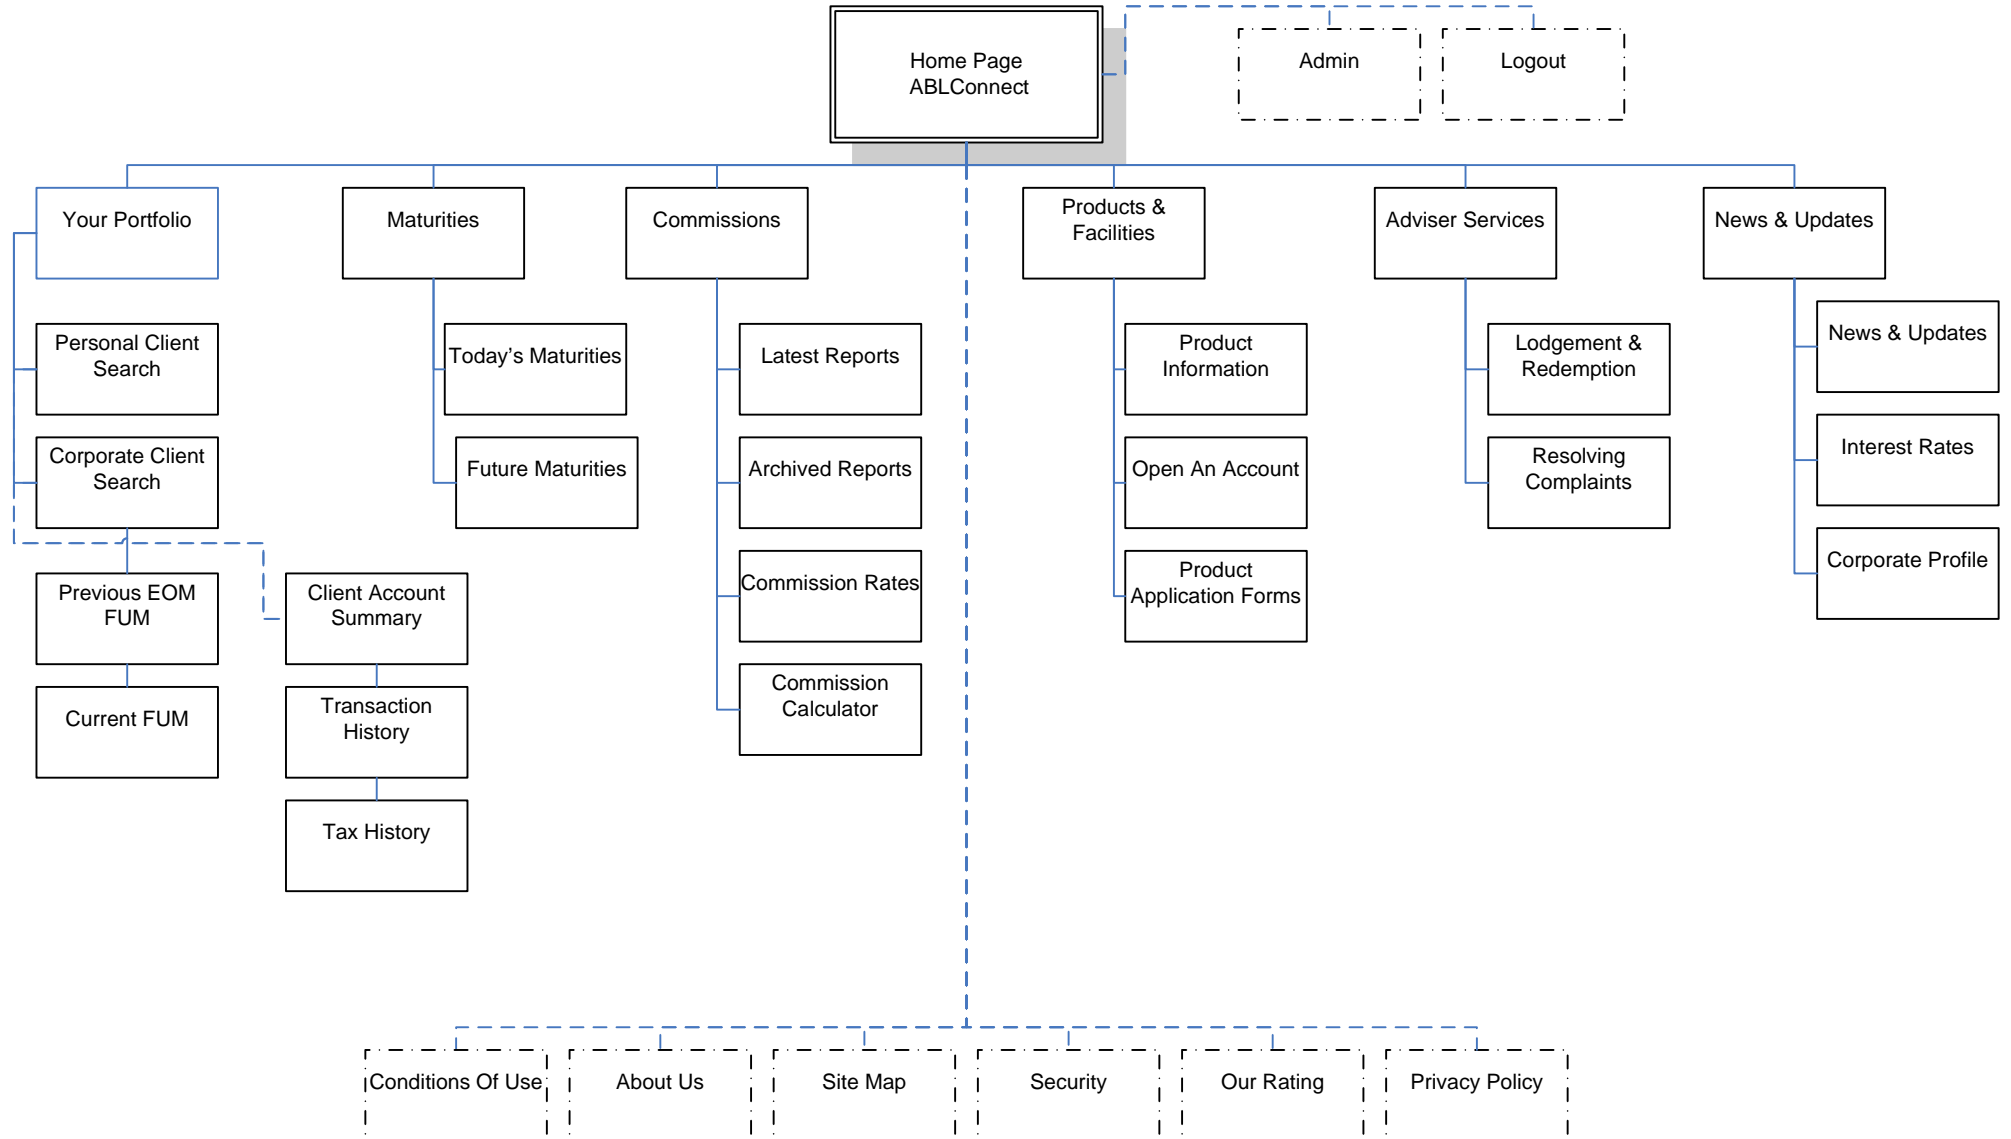 Home Page
ABLConnect
Admin
Logout
Your Portfolio
Maturities
Commissions
Products &
Facilities
Adviser Services
News & Updates
Personal Client
Search
Corporate Client
Search
Previous EOM
FUM
Current FUM
Client Account
Summary
Transaction
History
Tax History
Today's Maturities
Future Maturities
Latest Reports
Archived Reports
Commission Rates
Commission
Calculator
Product
Information
Open An Account
Product
Application Forms
Lodgement &
Redemption
Resolving
Complaints
News & Updates
Interest Rates
Corporate Profile
Conditions Of Use
About Us
Site Map
Security
Our Rating
Privacy Policy